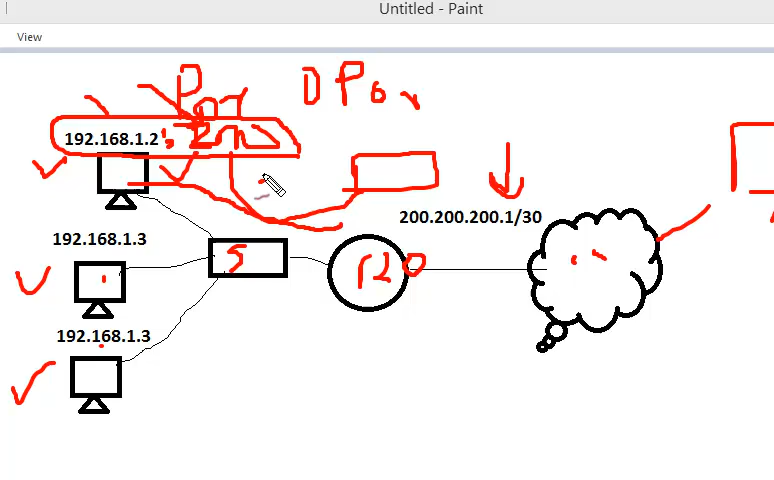 Untitled - Paint
View
D Por
192.168.1.2
200.200.200.1/30
192.168.1.3
S
192.168.1.3